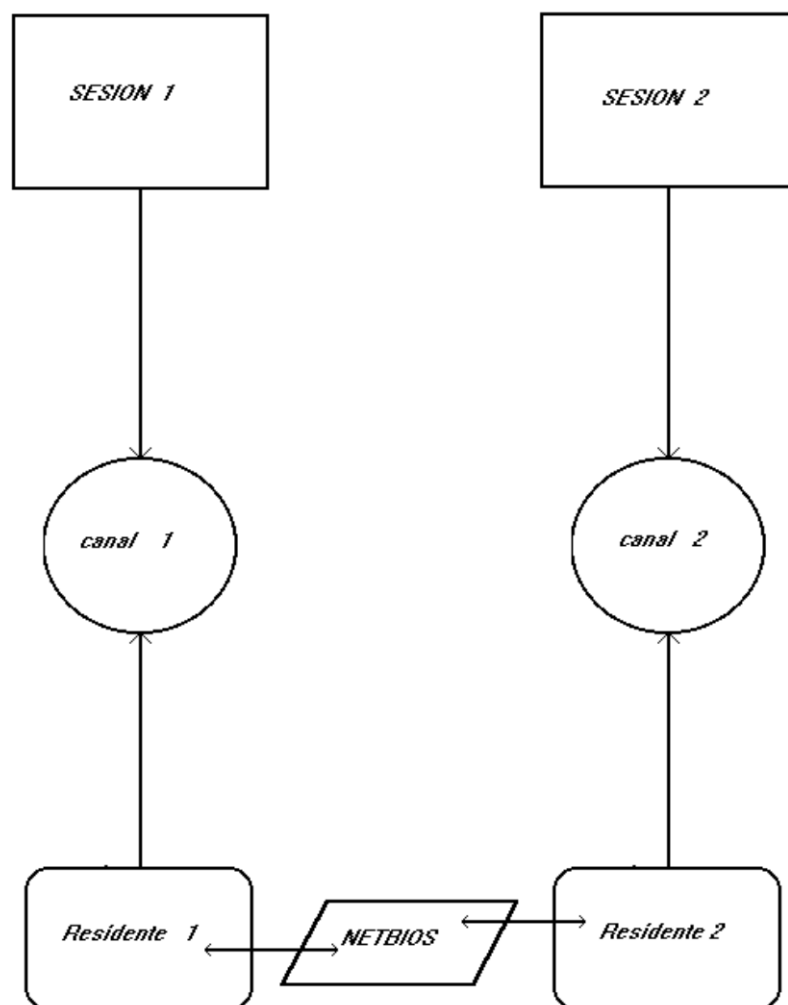 SESION 1
SESION 2
canal 1
canal 2
Residente 1
NETBIOS
Residente 2